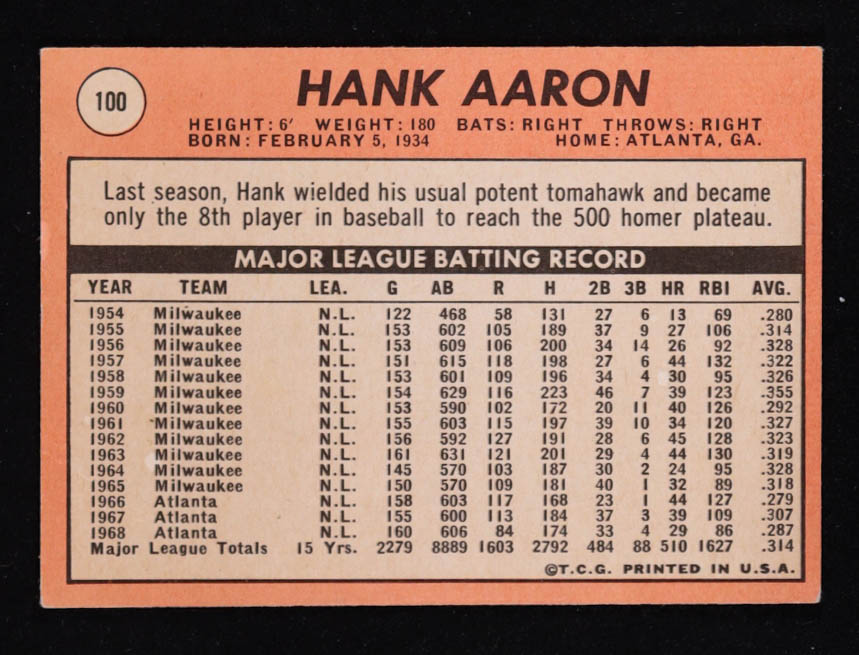 100
HANK AARON
HEIGHT: 6' WEIGHT: 180 BATS: RIGHT THROWS: RIGHT
BORN: FEBRUARY 5, 1934 HOME: ATLANTA, GA.
Last season, Hank wielded his usual potent tomahawk and became
only the 8th player in baseball to reach the 500 homer plateau.
MAJOR LEAGUE BATTING RECORD
YEAR TEAM LEA. G AB R H 2B 3B HR RBI AVG.
1954 Milwaukee N.L. 122 468 58 131 27 6 13 69 .280
1955 Milwaukee N.L. 153 602 105 189 37 9 27 106 .314
1956 Milwaukee N.L. 153 609 106 200 34 14 26 92 .328
1957 Milwaukee N.L. 151 615 118 198 27 6 44 132 .322
1958 Milwaukee N.L. 153 601 109 196 34 4 30 95 .326
1959 Milwaukee N.L. 154 629 116 223 46 7 39 123 .355
1960 Milwaukee N.L. 153 590 102 172 20 11 40 126 .292
1961 Milwaukee N.L. 155 603 115 197 39 10 34 120 .327
1962 Milwaukee N.L. 156 592 127 191 28 6 45 128 .323
1963 Milwaukee N.L. 161 631 121 201 29 4 44 130 .319
1964 Milwaukee N.L. 145 570 103 187 30 2 24 95 .328
1965 Milwaukee N.L. 150 570 109 181 40 1 32 89 .318
1966 Atlanta N.L. 158 603 117 168 23 1 44 127 .279
1967 Atlanta N.L. 155 600 113 184 37 3 39 109 .307
1968 Atlanta N.L. 160 606 84 174 33 4 29 86 .287
Major League Totals 15 Yrs. 2279 8889 1603 2792 484 88 510 1627 .314
©T.C.G. PRINTED IN U.S.A.